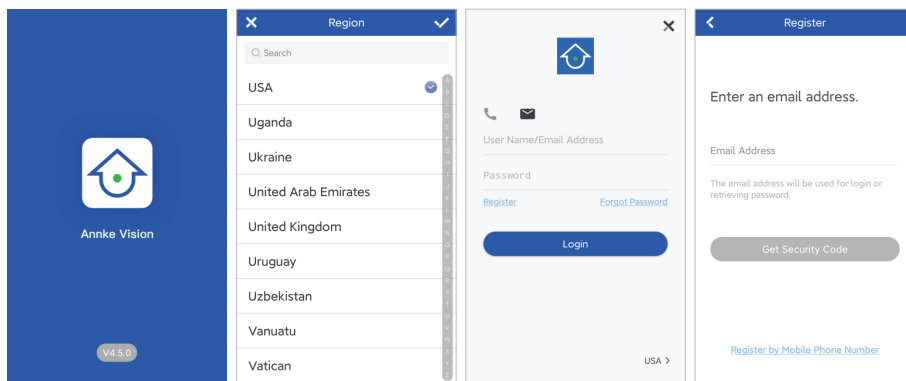 Annke Vision
V4.5.0
Region
Search
USA
Uganda
Ukraine
United Arab Emirates
United Kingdom
Uruguay
Uzbekistan
Vanuatu
Vatican
A
B
C
D
E
F
G
H
I
J
K
L
M
N
O
P
Q
R
S
T
U
V
W
X
Y
Z
User Name/Email Address
Password
Register Forgot Password
Login
USA >
Register
Enter an email address.
Email Address
The email address will be used for login or
retrieving password.
Get Security Code
Register by Mobile Phone Number